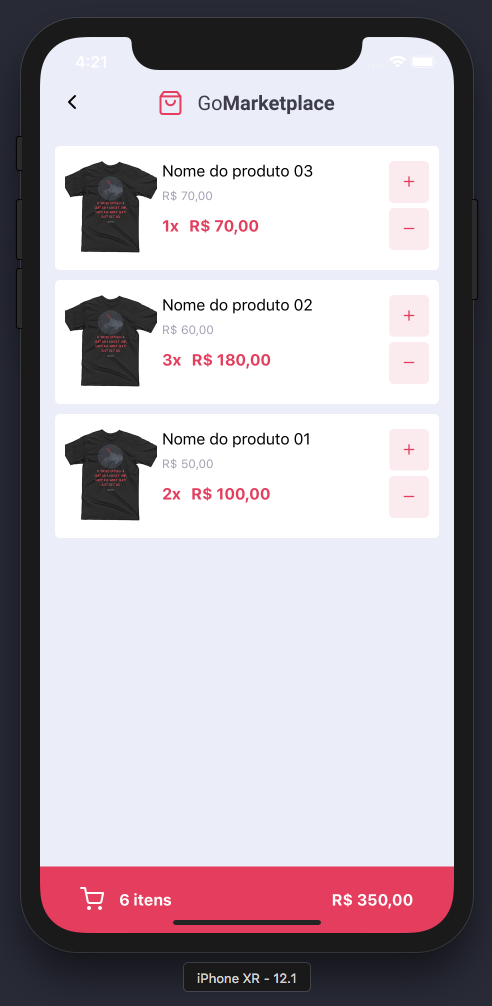 4:21
GoMarketplace
Nome do produto 03
R$ 70,00
1x R$ 70,00
+
−
Nome do produto 02
R$ 60,00
3x R$ 180,00
+
−
Nome do produto 01
R$ 50,00
2x R$ 100,00
+
−
6 itens R$ 350,00
iPhone XR - 12.1